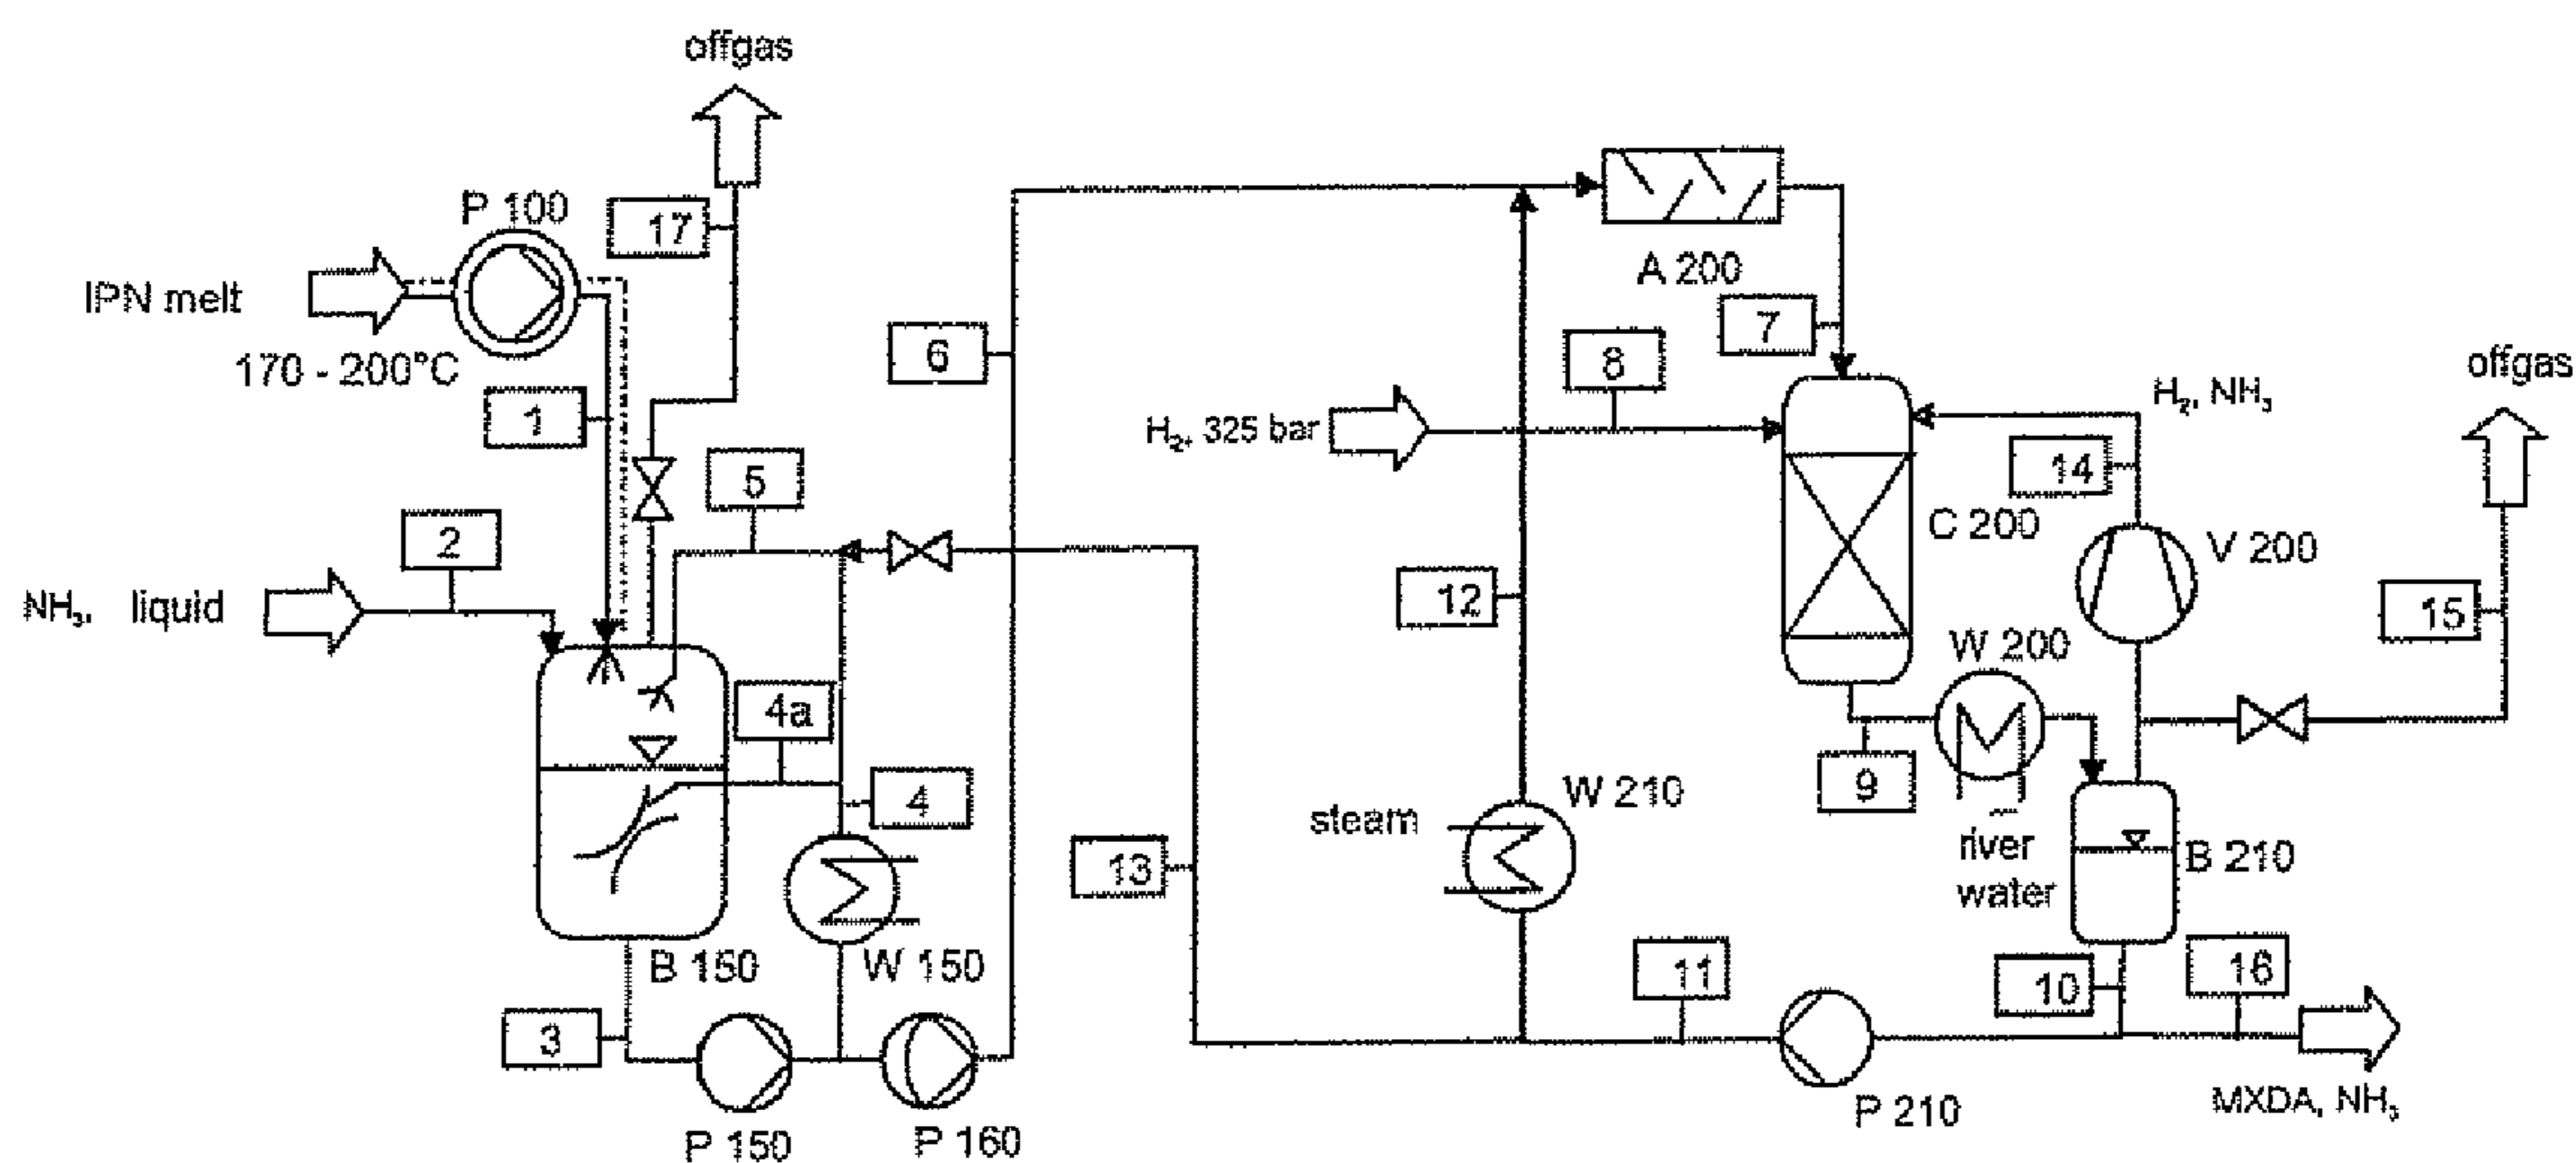 offgas
P 100
17
IPN melt
170 - 200°C
1
2
NH₃, liquid
5
6
4a
4
B 150
W 150
3
P 150
P 160
A 200
7
8
H₂, 325 bar
H₂, NH₃
offgas
14
C 200
V 200
12
15
W 200
9
W 210
steam
river
water
B 210
13
11
10
16
P 210
MXDA, NH₃